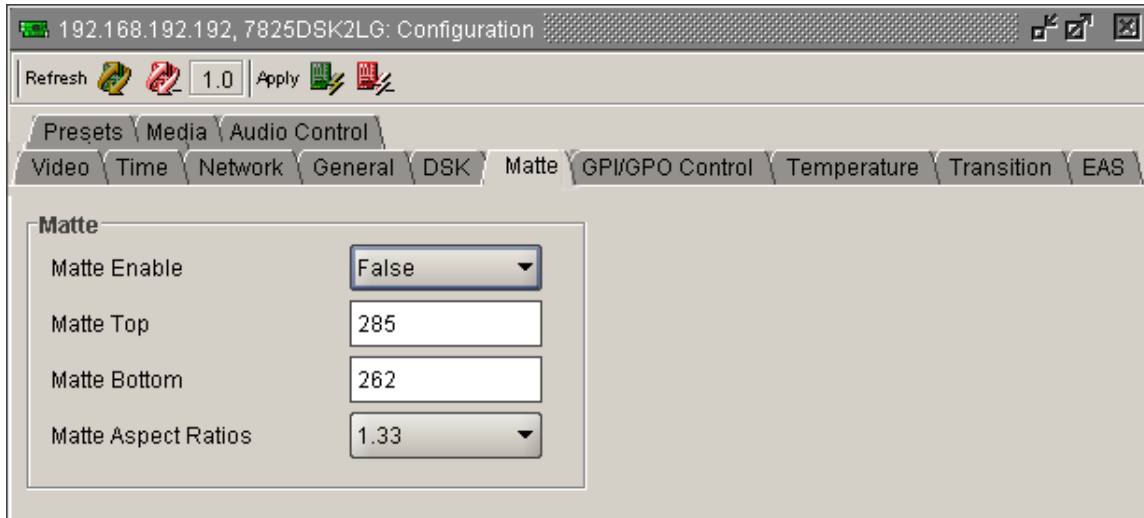 192.168.192.192, 7825DSK2LG: Configuration
Refresh 1.0 Apply
Presets Media Audio Control
Video Time Network General DSK Matte GPI/GPO Control Temperature Transition EAS
Matte
Matte Enable False
Matte Top 285
Matte Bottom 262
Matte Aspect Ratios 1.33